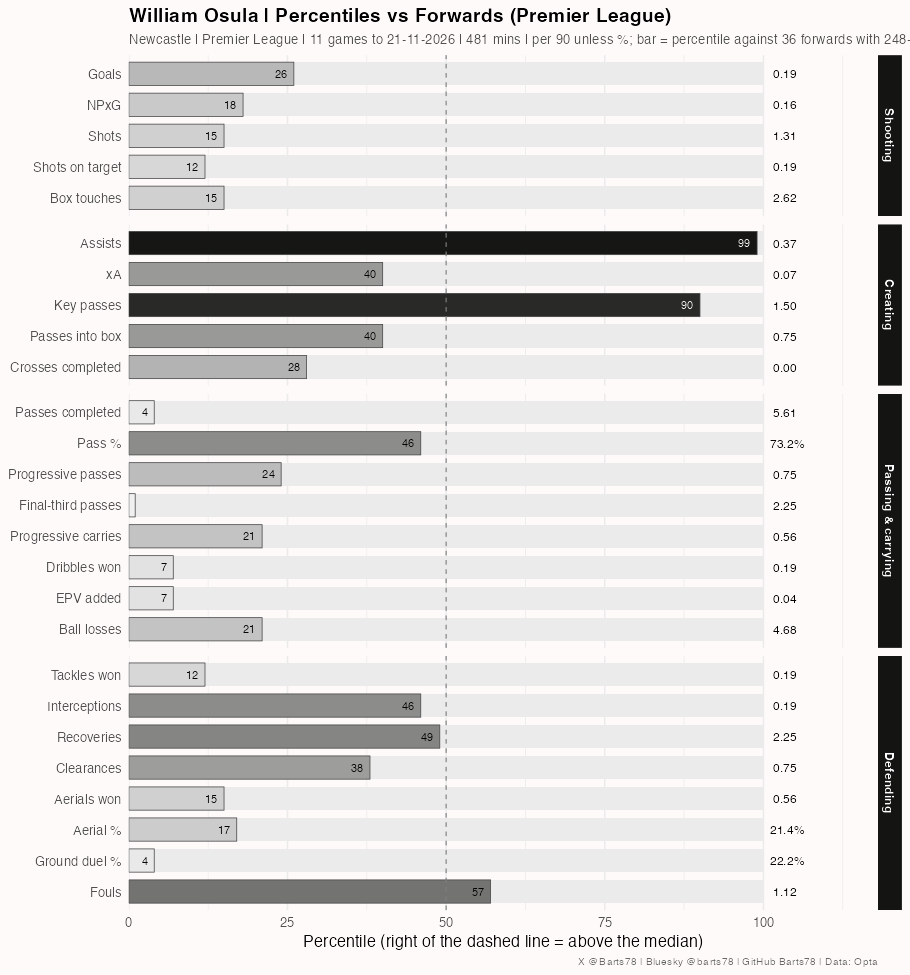 William Osula | Percentiles vs Forwards (Premier League)
Newcastle | Premier League | 11 games to 21-11-2026 | 481 mins | per 90 unless %; bar = percentile against 36 forwards with 248-
Goals 26 0.19
NPxG 18 0.16
Shots 15 1.31
Shots on target 12 0.19
Box touches 15 2.62
Shooting
Assists 99 0.37
xA 40 0.07
Key passes 90 1.50
Passes into box 40 0.75
Crosses completed 28 0.00
Creating
Passes completed 4 5.61
Pass % 46 73.2%
Progressive passes 24 0.75
Final-third passes 2.25
Progressive carries 21 0.56
Dribbles won 7 0.19
EPV added 7 0.04
Ball losses 21 4.68
Passing & carrying
Tackles won 12 0.19
Interceptions 46 0.19
Recoveries 49 2.25
Clearances 38 0.75
Aerials won 15 0.56
Aerial % 17 21.4%
Ground duel % 4 22.2%
Fouls 57 1.12
Defending
0 25 50 75 100
Percentile (right of the dashed line = above the median)
X @Barts78 | Bluesky @barts78 | GitHub Barts78 | Data: Opta